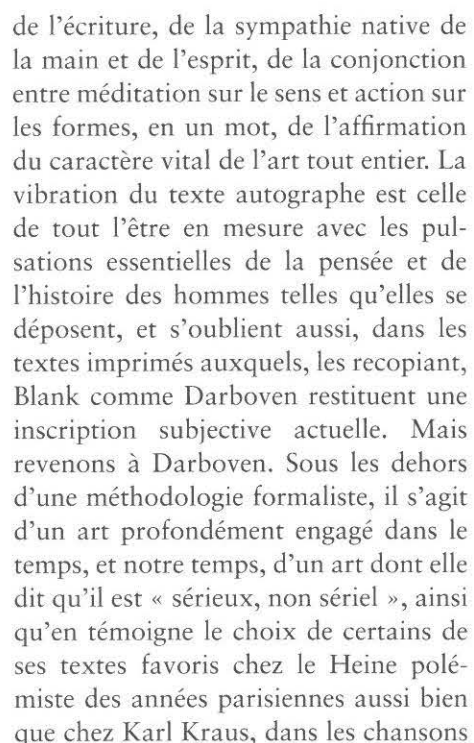 de l'écriture, de la sympathie native de
la main et de l'esprit, de la conjonction
entre méditation sur le sens et action sur
les formes, en un mot, de l'affirmation
du caractère vital de l'art tout entier. La
vibration du texte autographe est celle
de tout l'être en mesure avec les pul-
sations essentielles de la pensée et de
l'histoire des hommes telles qu'elles se
déposent, et s'oublient aussi, dans les
textes imprimés auxquels, les recopiant,
Blank comme Darboven restituent une
inscription subjective actuelle. Mais
revenons à Darboven. Sous les dehors
d'une méthodologie formaliste, il s'agit
d'un art profondément engagé dans le
temps, et notre temps, d'un art dont elle
dit qu'il est « sérieux, non sériel », ainsi
qu'en témoigne le choix de certains de
ses textes favoris chez le Heine polé-
miste des années parisiennes aussi bien
que chez Karl Kraus, dans les chansons